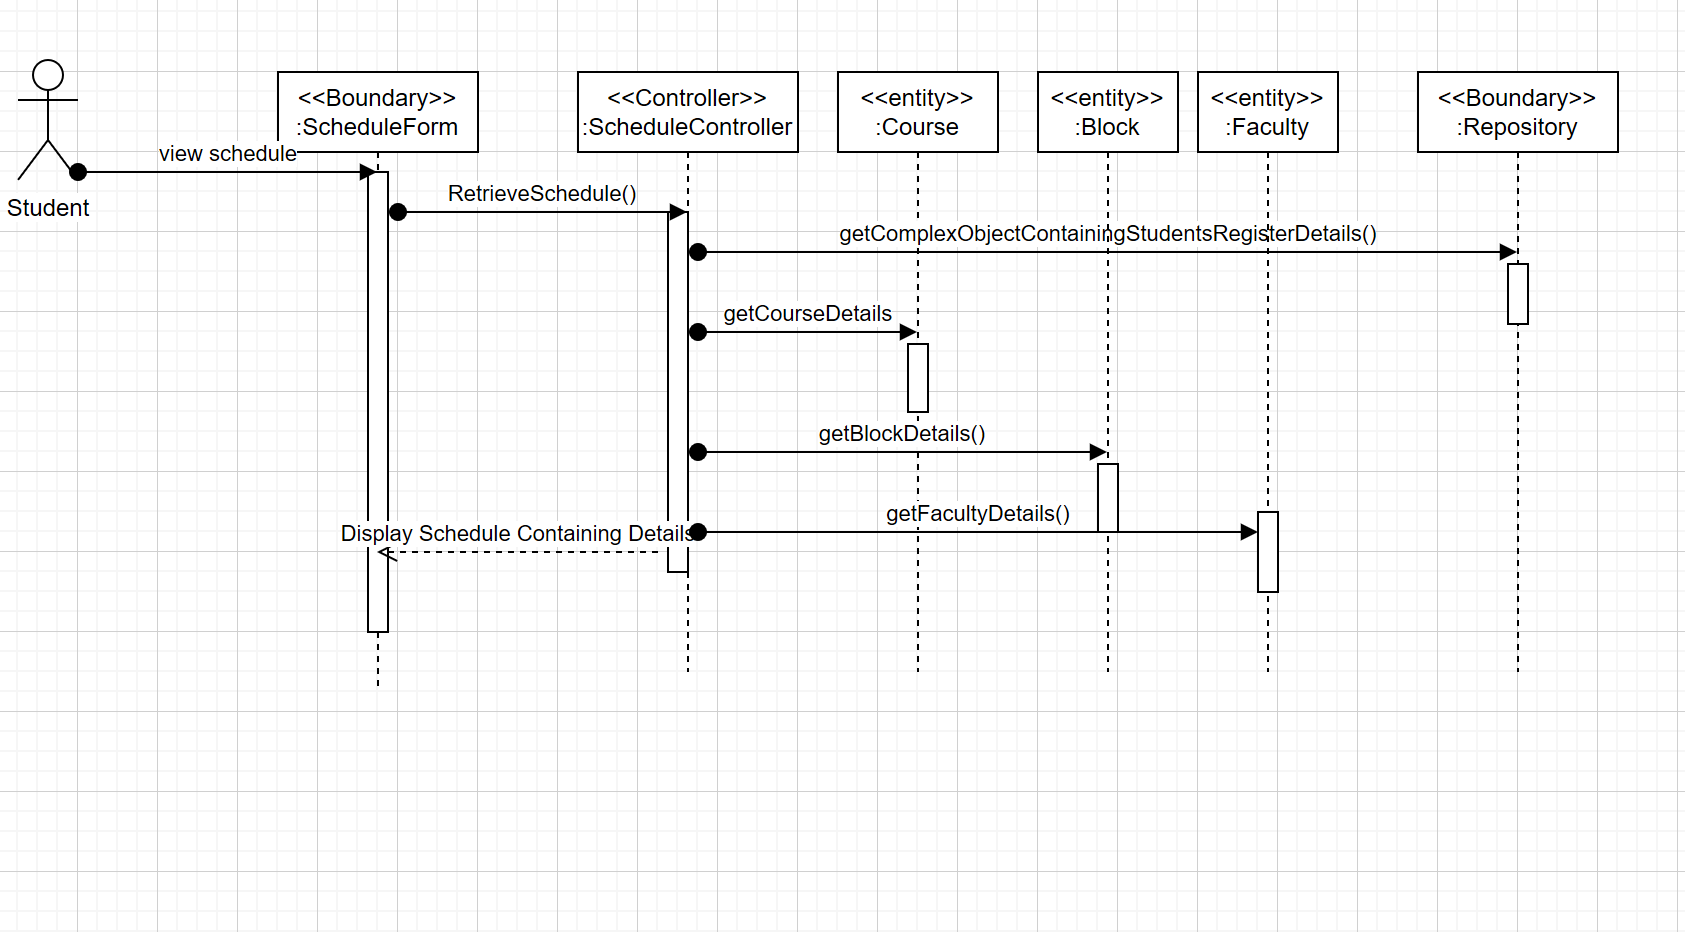 <<Boundary>>
:ScheduleForm
<<Controller>>
:ScheduleController
<<entity>>
:Course
<<entity>>
:Block
<<entity>>
:Faculty
<<Boundary>>
:Repository
view schedule
Student
RetrieveSchedule()
getComplexObjectContainingStudentsRegisterDetails()
getCourseDetails
getBlockDetails()
getFacultyDetails()
Display Schedule Containing Details